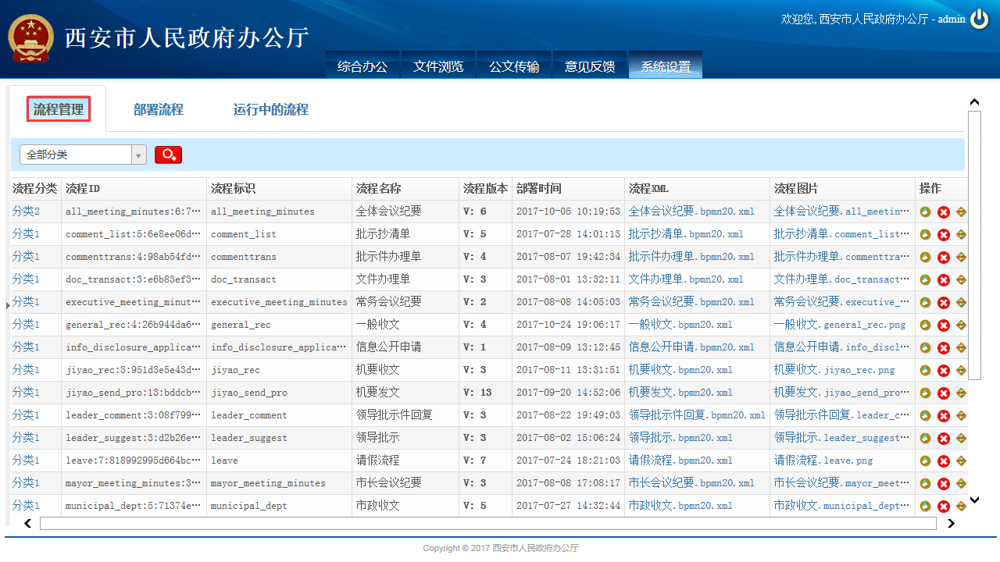 欢迎您, 西安市人民政府办公厅 - admin
西安市人民政府办公厅
综合办公 文件浏览 公文传输 意见反馈 系统设置
流程管理 部署流程 运行中的流程
全部分类
流程分类 流程ID 流程标识 流程名称 流程版本 部署时间 流程XML 流程图片 操作
分类2 all_meeting_minutes:6:7… all_meeting_minutes 全体会议纪要 V: 6 2017-10-05 10:19:53 全体会议纪要.bpmn20.xml 全体会议纪要.all_meetin…
分类1 comment_list:5:6e8ee06d… comment_list 批示抄清单 V: 5 2017-07-28 14:01:13 批示抄清单.bpmn20.xml 批示抄清单.comment_list…
分类1 commenttrans:4:98ab54fd… commenttrans 批示件办理单 V: 4 2017-08-07 19:42:34 批示件办理单.bpmn20.xml 批示件办理单.commenttra…
分类1 doc_transact:3:e6b83ef3… doc_transact 文件办理单 V: 3 2017-08-01 13:32:11 文件办理单.bpmn20.xml 文件办理单.doc_transact…
分类1 executive_meeting_minut… executive_meeting_minutes 常务会议纪要 V: 2 2017-08-08 14:05:03 常务会议纪要.bpmn20.xml 常务会议纪要.executive_…
分类1 general_rec:4:26b944da6… general_rec 一般收文 V: 4 2017-10-24 19:06:17 一般收文.bpmn20.xml 一般收文.general_rec.png
分类1 info_disclosure_applica… info_disclosure_applica… 信息公开申请 V: 1 2017-08-09 13:12:45 信息公开申请.bpmn20.xml 信息公开申请.info_discl…
分类1 jiyao_rec:3:951d3e5e43d… jiyao_rec 机要收文 V: 3 2017-08-11 13:31:51 机要收文.bpmn20.xml 机要收文.jiyao_rec.png
分类1 jiyao_send_pro:13:bddcb… jiyao_send_pro 机要发文 V: 13 2017-09-20 14:52:06 机要发文.bpmn20.xml 机要发文.jiyao_send_pro…
分类1 leader_comment:3:08f799… leader_comment 领导批示件回复 V: 3 2017-08-22 19:49:03 领导批示件回复.bpmn20.xml 领导批示件回复.leader_c…
分类1 leader_suggest:3:d2b26e… leader_suggest 领导批示 V: 3 2017-08-02 15:06:24 领导批示.bpmn20.xml 领导批示.leader_suggest…
分类1 leave:7:818992995d664bc… leave 请假流程 V: 7 2017-07-24 18:21:03 请假流程.bpmn20.xml 请假流程.leave.png
分类1 mayor_meeting_minutes:3… mayor_meeting_minutes 市长会议纪要 V: 3 2017-08-08 17:08:17 市长会议纪要.bpmn20.xml 市长会议纪要.mayor_meet…
分类1 municipal_dept:5:71374e… municipal_dept 市政收文 V: 5 2017-07-27 14:32:44 市政收文.bpmn20.xml 市政收文.municipal_dept…
Copyright © 2017 西安市人民政府办公厅